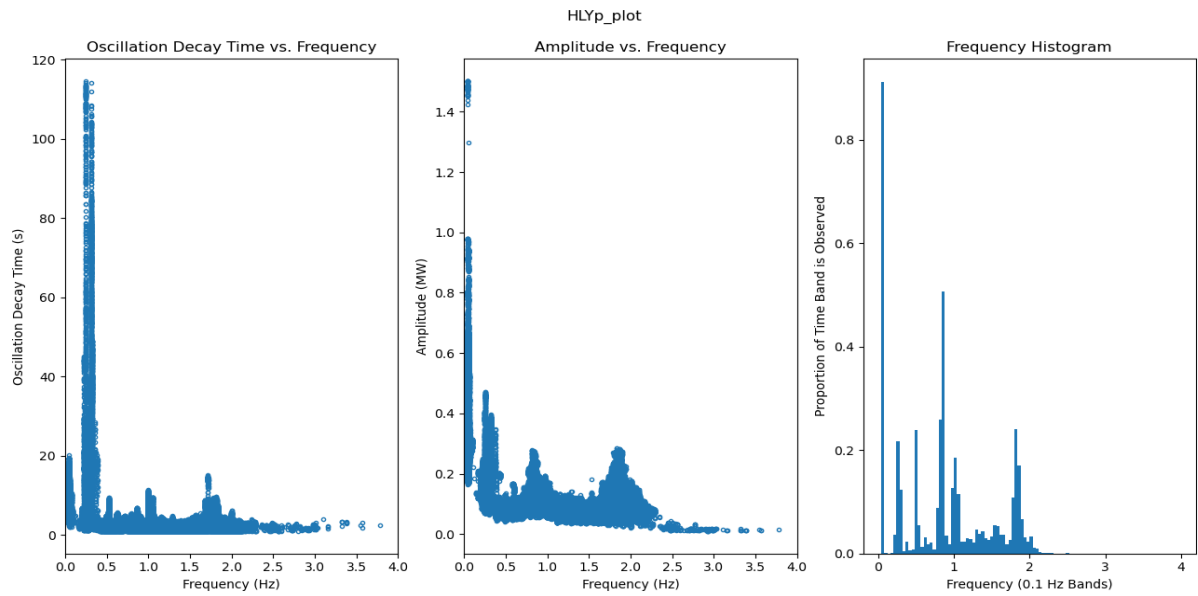 HLYp_plot
Oscillation Decay Time vs. Frequency
Oscillation Decay Time (s)
120
100
80
60
40
20
0
0.0 0.5 1.0 1.5 2.0 2.5 3.0 3.5 4.0
Frequency (Hz)
Amplitude vs. Frequency
Amplitude (MW)
1.4
1.2
1.0
0.8
0.6
0.4
0.2
0.0
0.0 0.5 1.0 1.5 2.0 2.5 3.0 3.5 4.0
Frequency (Hz)
Frequency Histogram
Proportion of Time Band is Observed
0.8
0.6
0.4
0.2
0.0
0 1 2 3 4
Frequency (0.1 Hz Bands)